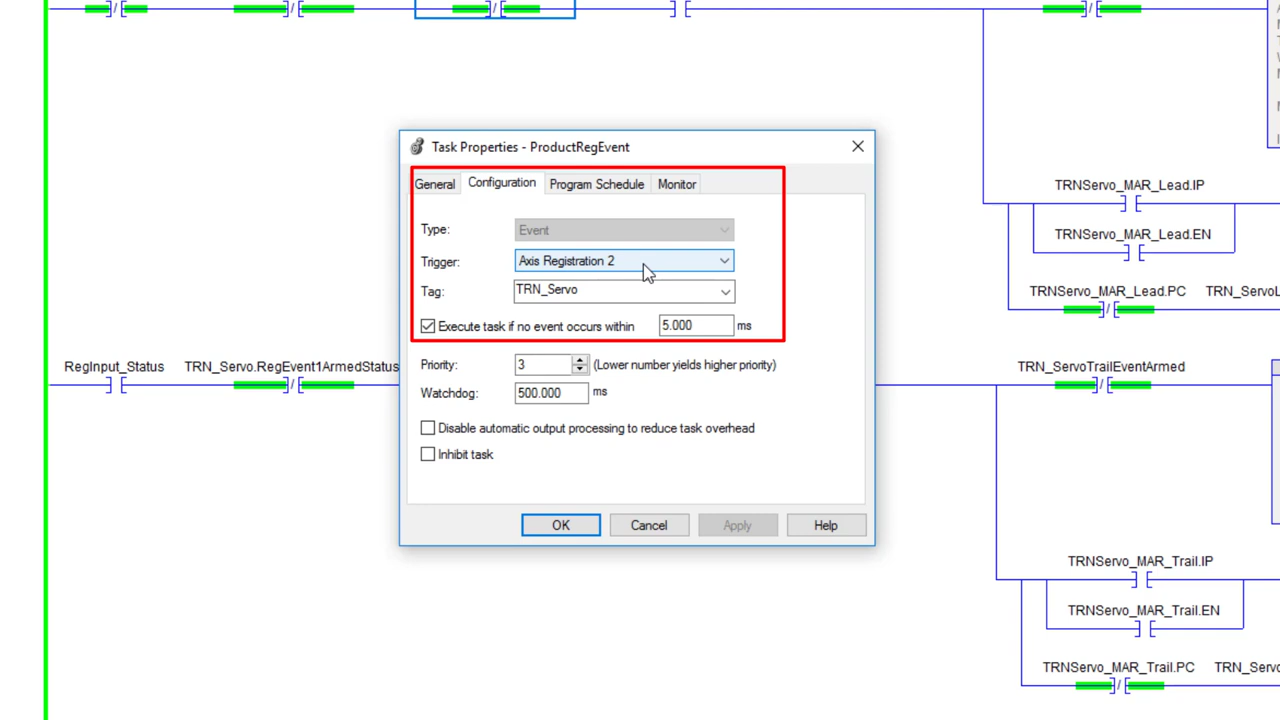 Task Properties - ProductRegEvent
General Configuration Program Schedule Monitor
Type: Event
Trigger: Axis Registration 2
Tag: TRN_Servo
Execute task if no event occurs within 5.000 ms
Priority: 3 (Lower number yields higher priority)
Watchdog: 500.000 ms
Disable automatic output processing to reduce task overhead
Inhibit task
OK Cancel Apply Help
TRNServo_MAR_Lead.IP
TRNServo_MAR_Lead.EN
TRNServo_MAR_Lead.PC TRN_ServoL
RegInput_Status TRN_Servo.RegEvent1ArmedStatus TRN_ServoTrailEventArmed
TRNServo_MAR_Trail.IP
TRNServo_MAR_Trail.EN
TRNServo_MAR_Trail.PC TRN_Servo